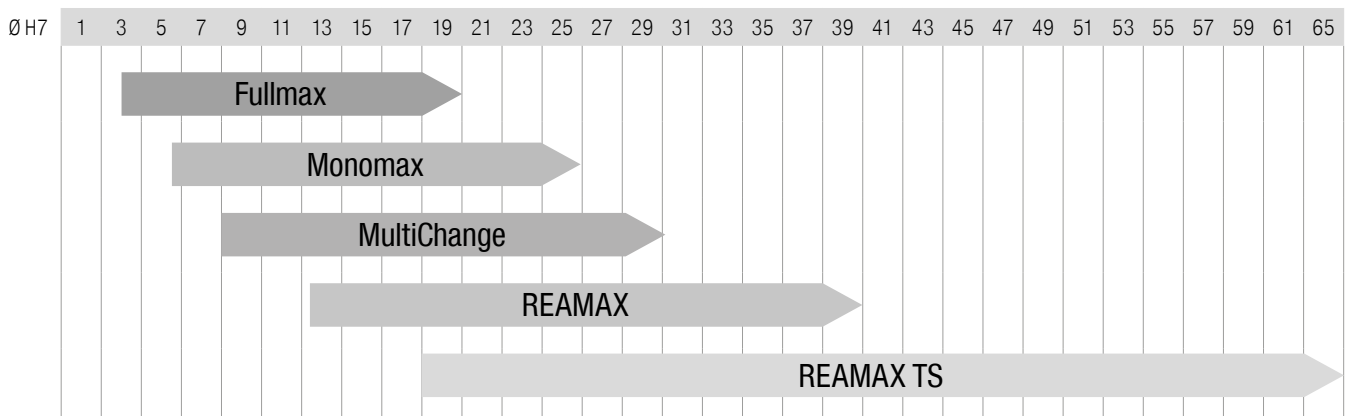 Ø H7 1 3 5 7 9 11 13 15 17 19 21 23 25 27 29 31 33 35 37 39 41 43 45 47 49 51 53 55 57 59 61 65
Fullmax
Monomax
MultiChange
REAMAX
REAMAX TS